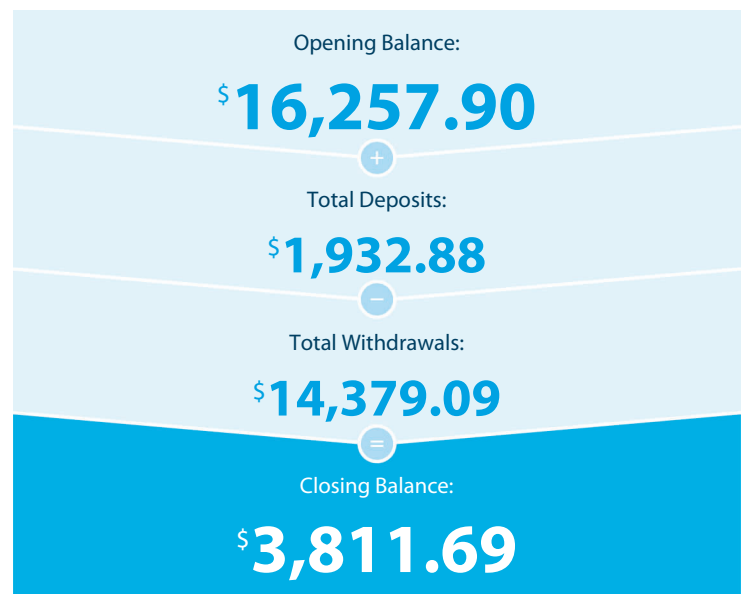 Opening Balance:
$16,257.90
+
Total Deposits:
$1,932.88
−
Total Withdrawals:
$14,379.09
=
Closing Balance:
$3,811.69